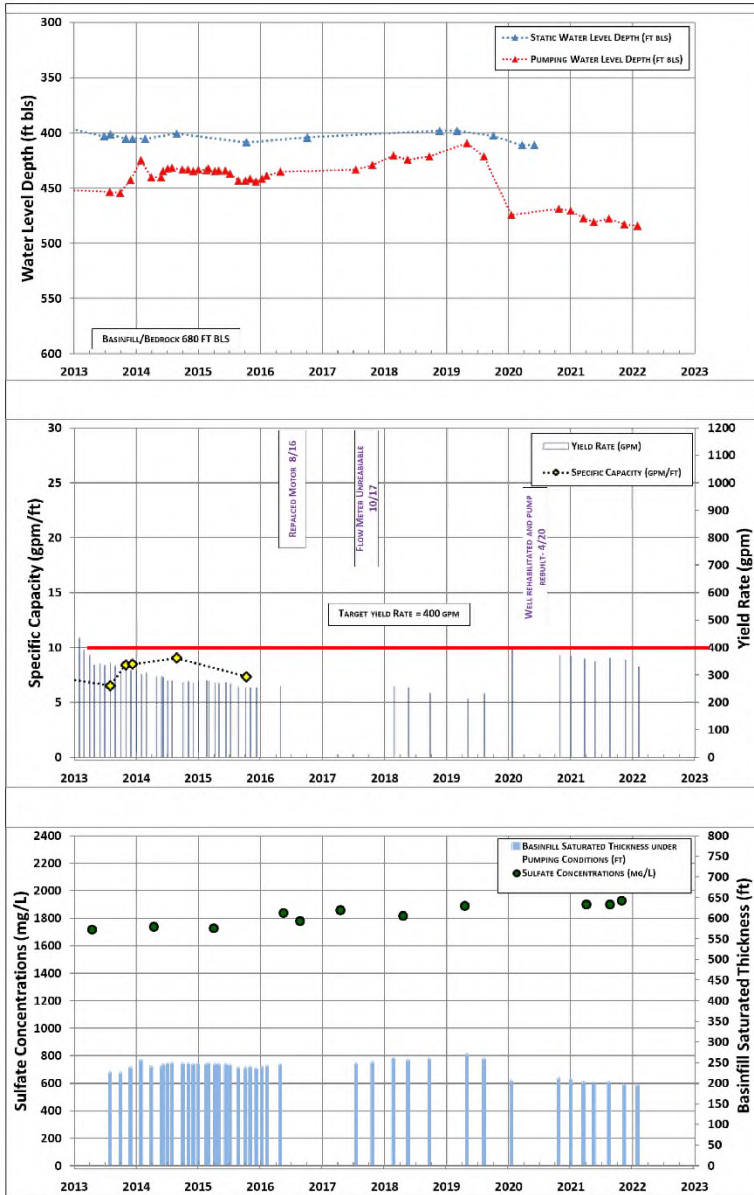 300
350
400
450
500
550
600
Water Level Depth (ft bls)
Static Water Level Depth (ft bls)
Pumping Water Level Depth (ft bls)
Basinfill/Bedrock 680 ft bls
2013 2014 2015 2016 2017 2018 2019 2020 2021 2022 2023
30
25
20
15
10
5
0
Specific Capacity (gpm/ft)
Repalced Motor 8/16
Flow Meter Unreabiable
10/17
Well rehabilitated and pump
rebuilt- 4/20
Yield Rate (gpm)
Specific Capacity (gpm/ft)
Target yield Rate = 400 gpm
1200
1100
1000
900
800
700
600
500
400
300
200
100
0
Yield Rate (gpm)
2013 2014 2015 2016 2017 2018 2019 2020 2021 2022 2023
2400
2200
2000
1800
1600
1400
1200
1000
800
600
400
200
0
Sulfate Concentrations (mg/L)
Basinfill Saturated Thickness under
Pumping Conditions (ft)
Sulfate Concentrations (mg/L)
800
750
700
650
600
550
500
450
400
350
300
250
200
150
100
50
0
Basinfill Saturated Thickness (ft)
2013 2014 2015 2016 2017 2018 2019 2020 2021 2022 2023